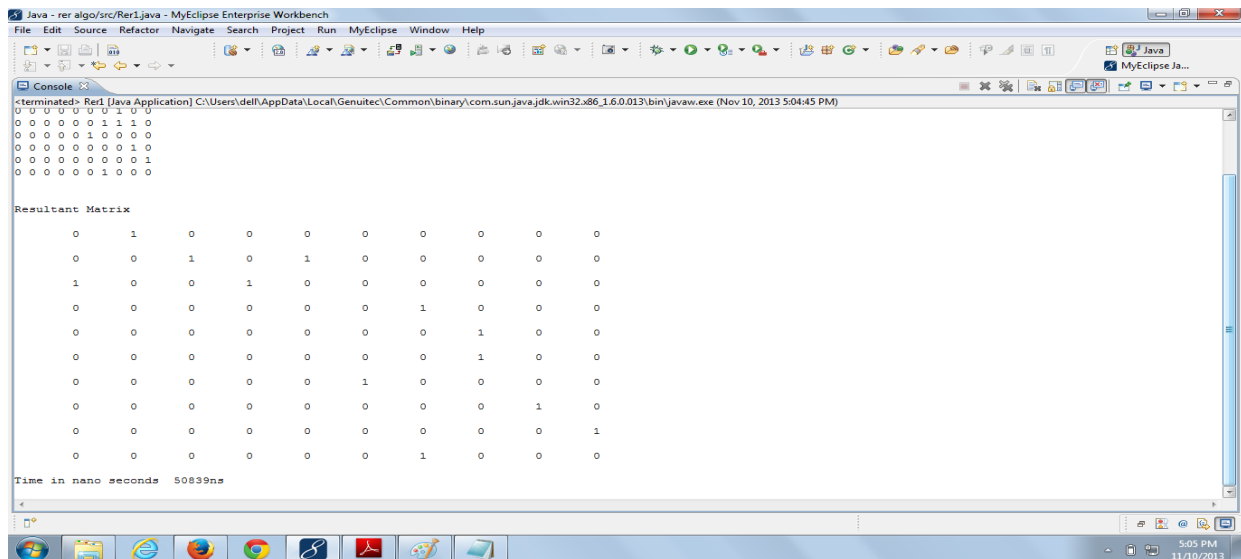 Java - rer algo/src/Rer1.java - MyEclipse Enterprise Workbench
File Edit Source Refactor Navigate Search Project Run MyEclipse Window Help
Java
MyEclipse Ja...
Console
<terminated> Rer1 [Java Application] C:\Users\dell\AppData\Local\Genuitec\Common\binary\com.sun.java.jdk.win32.x86_1.6.0.013\bin\javaw.exe (Nov 10, 2013 5:04:45 PM)
0 0 0 0 0 0 0 1 0 0
0 0 0 0 0 0 1 1 1 0
0 0 0 0 0 1 0 0 0 0
0 0 0 0 0 0 0 0 1 0
0 0 0 0 0 0 0 0 0 1
0 0 0 0 0 0 1 0 0 0
Resultant Matrix
0 1 0 0 0 0 0 0 0 0
0 0 1 0 1 0 0 0 0 0
1 0 0 1 0 0 0 0 0 0
0 0 0 0 0 0 1 0 0 0
0 0 0 0 0 0 0 1 0 0
0 0 0 0 0 0 0 1 0 0
0 0 0 0 0 1 0 0 0 0
0 0 0 0 0 0 0 0 1 0
0 0 0 0 0 0 0 0 0 1
0 0 0 0 0 0 1 0 0 0
Time in nano seconds 50839ns
5:05 PM
11/10/2013